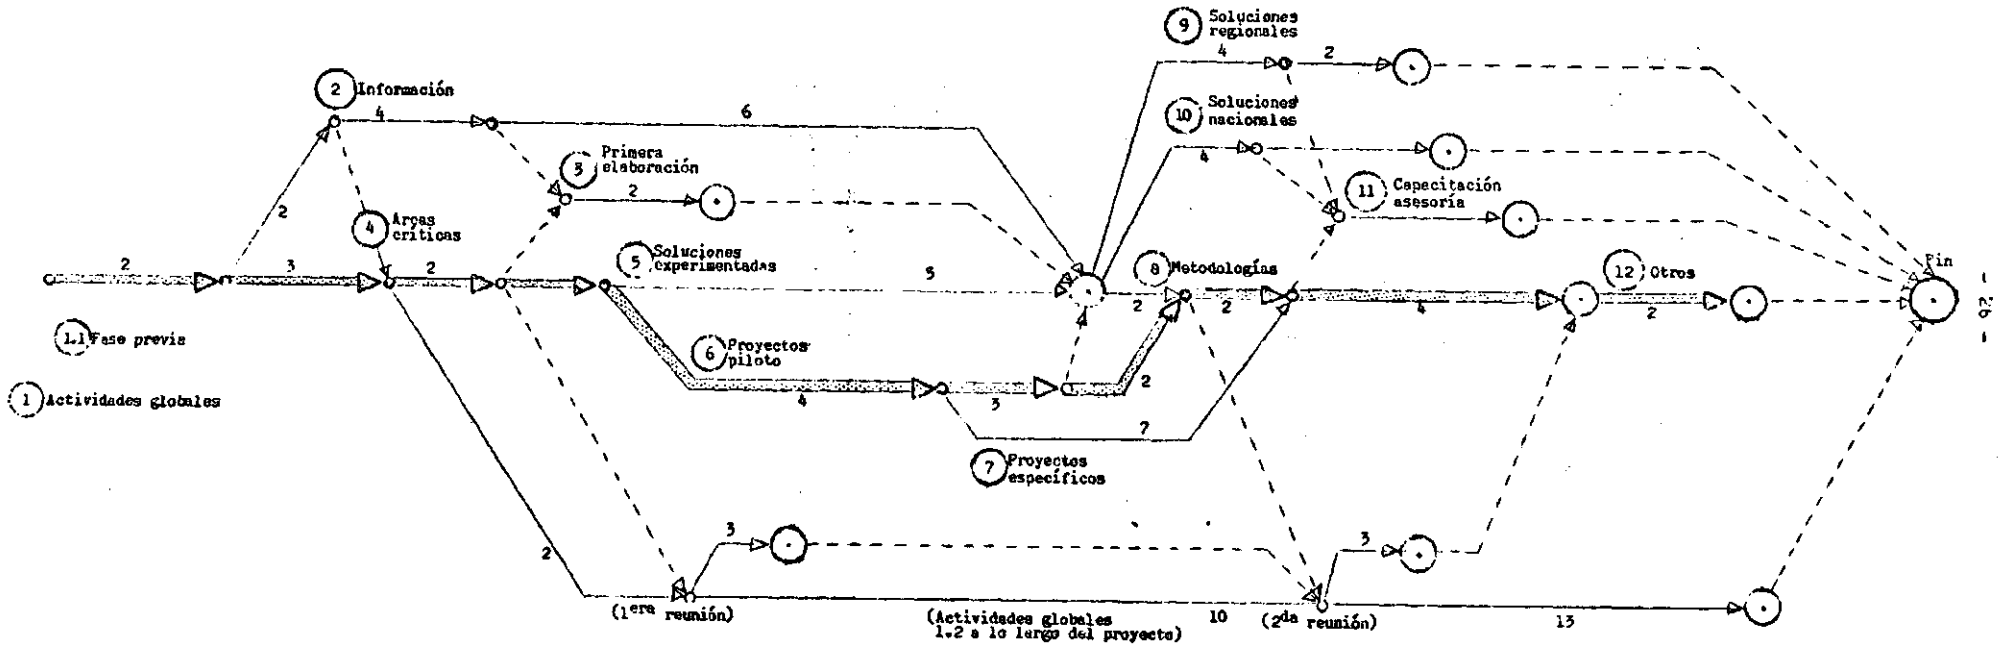 9 Soluciones
regionales
4
2
2 Información
4
6
10 Soluciones
nacionales
4
3 Primera
elaboración
2
11 Capacitación
asesoría
2
4 Areas
críticas
5 Soluciones
experimentadas
8 Metodologías
12 Otros
Fin
2
3
2
5
2
2
4
2
- 26 -
1.1 Fase previa
6 Proyectos
piloto
4
3
2
1 Actividades globales
7
7 Proyectos
específicos
3
3
2
(1era reunión)
(Actividades globales
1.2 a lo largo del proyecto)
10
(2da reunión)
13